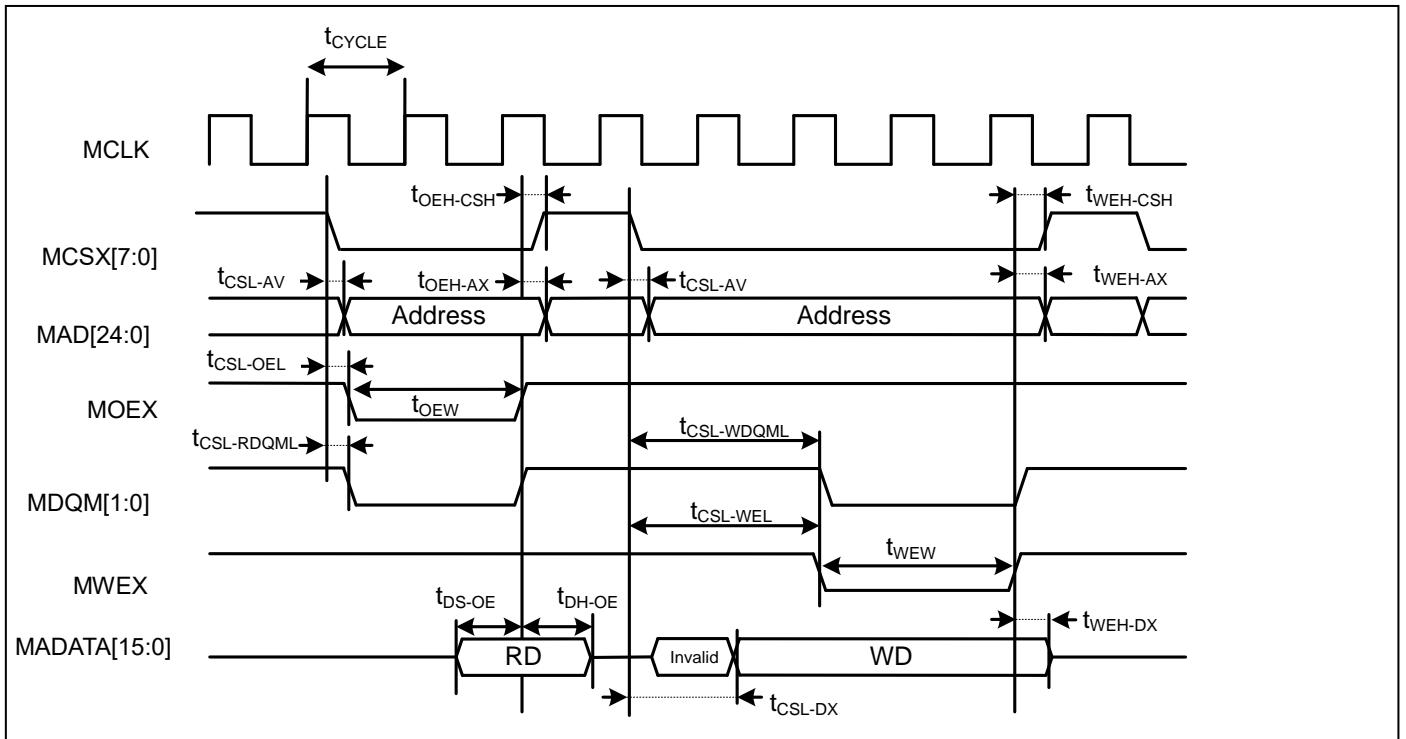 tCYCLE
MCLK
tOEH-CSH
tWEH-CSH
MCSX[7:0]
tCSL-AV
tOEH-AX
tCSL-AV
tWEH-AX
MAD[24:0]
Address
Address
tCSL-OEL
MOEX
tOEW
tCSL-RDQML
tCSL-WDQML
MDQM[1:0]
tCSL-WEL
tWEW
MWEX
tDS-OE
tDH-OE
tWEH-DX
MADATA[15:0]
RD
Invalid
WD
tCSL-DX